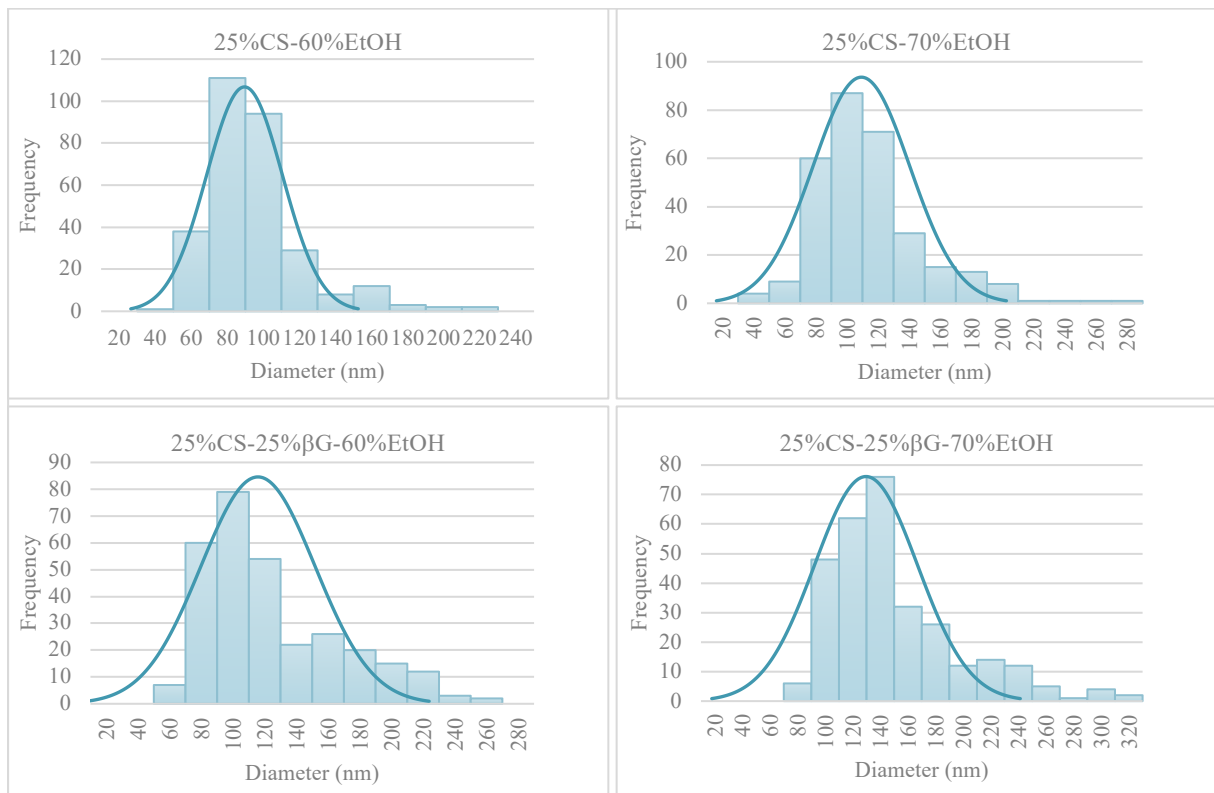 25%CS-60%EtOH
120
100
80
60
40
20
0
Frequency
20 40 60 80 100 120 140 160 180 200 220 240
Diameter (nm)
25%CS-70%EtOH
100
80
60
40
20
0
Frequency
20 40 60 80 100 120 140 160 180 200 220 240 260 280
Diameter (nm)
25%CS-25%βG-60%EtOH
90
80
70
60
50
40
30
20
10
0
Frequency
20 40 60 80 100 120 140 160 180 200 220 240 260 280
Diameter (nm)
25%CS-25%βG-70%EtOH
80
70
60
50
40
30
20
10
0
Frequency
20 40 60 80 100 120 140 160 180 200 220 240 260 280 300 320
Diameter (nm)